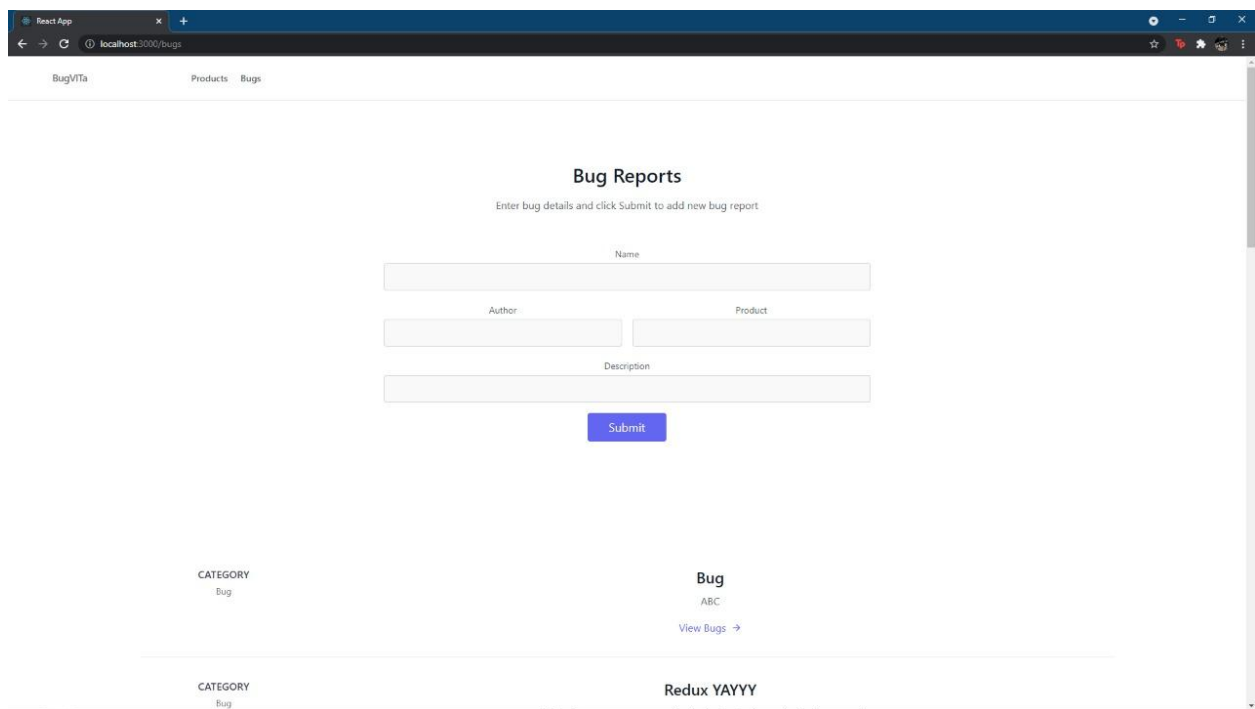 React App
localhost:3000/bugs
Tp
BugVITa Products Bugs
Bug Reports
Enter bug details and click Submit to add new bug report
Name
Author Product
Description
Submit
CATEGORY
Bug
Bug
ABC
View Bugs →
CATEGORY
Bug
Redux YAYYY